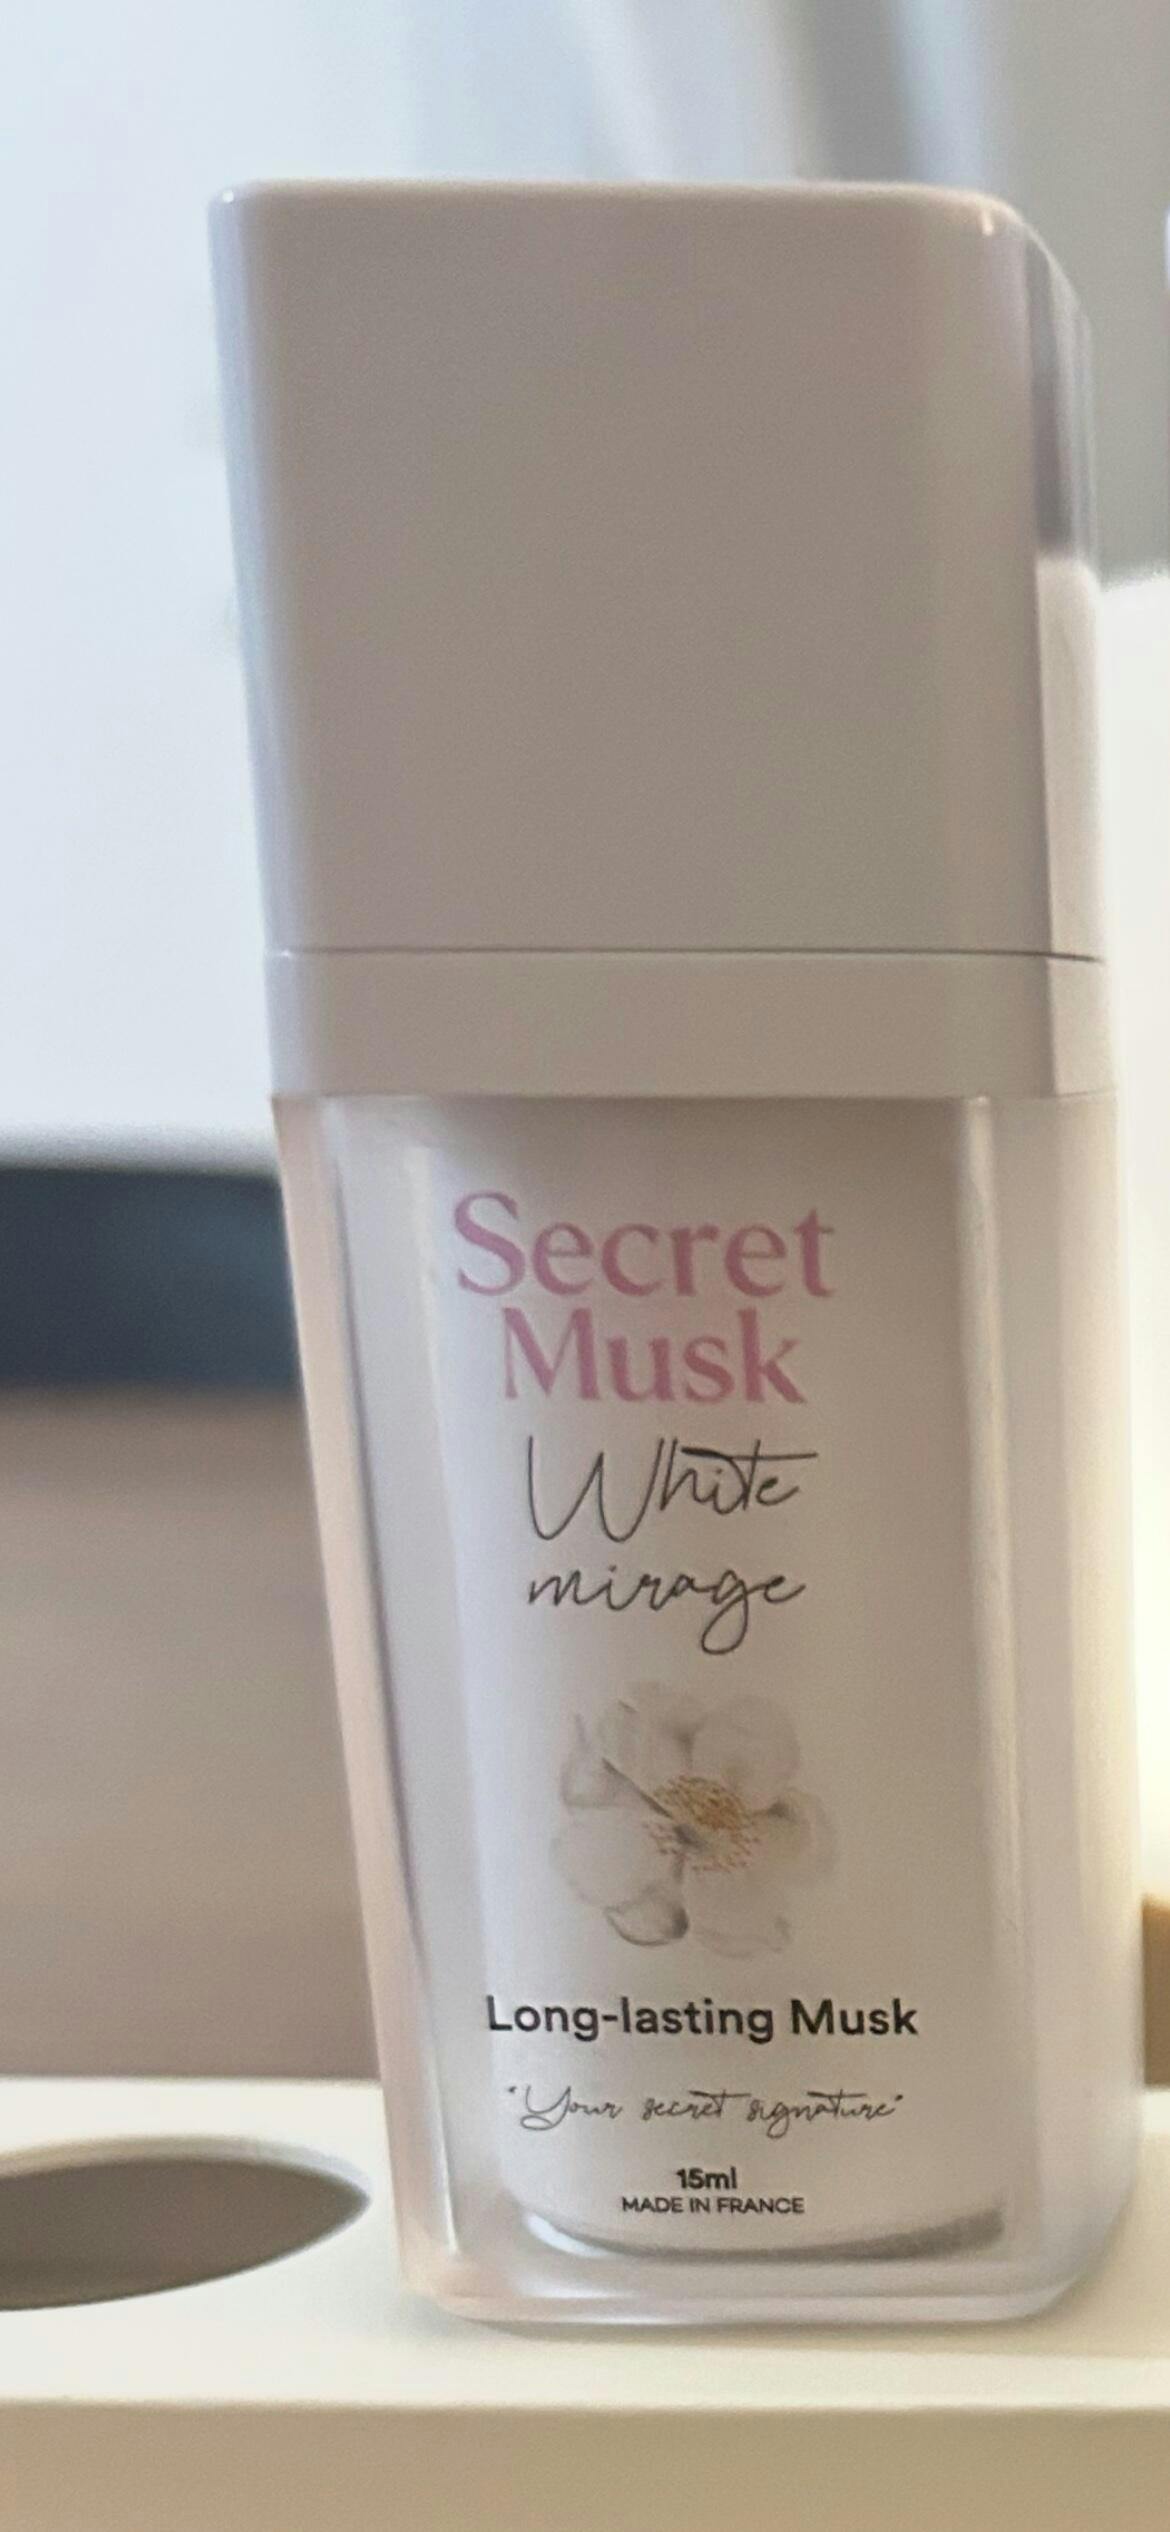 Secret
Musk
White
mirage
Long-lasting Musk
"Your secret signature"
15ml
MADE IN FRANCE